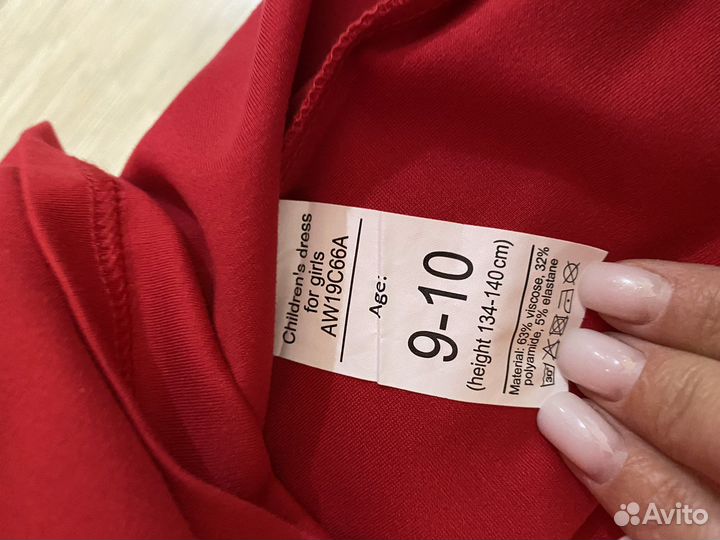 Children's dress
for girls
AW19C66A
Age:
9-10
(height 134-140 cm)
Material: 63% viscose, 32%
polyamide, 5% elastane
30°
Avito